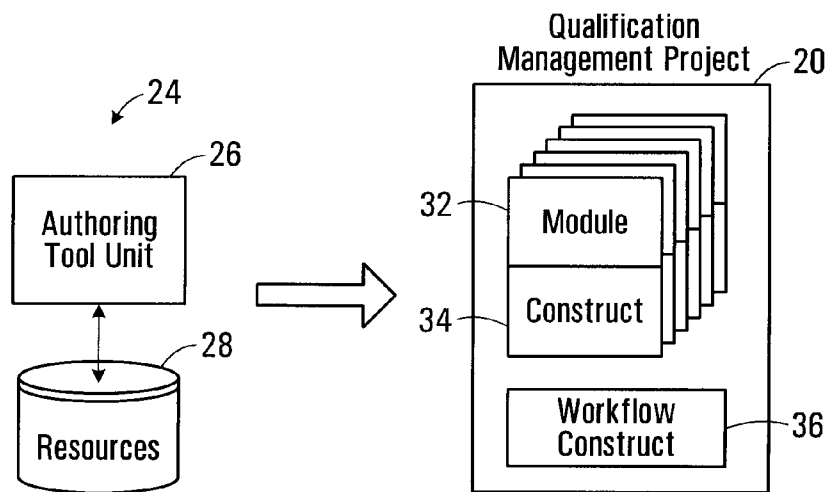 Qualification
Management Project
20
24
26
Authoring
Tool Unit
28
Resources
32
Module
34
Construct
Workflow
Construct
36